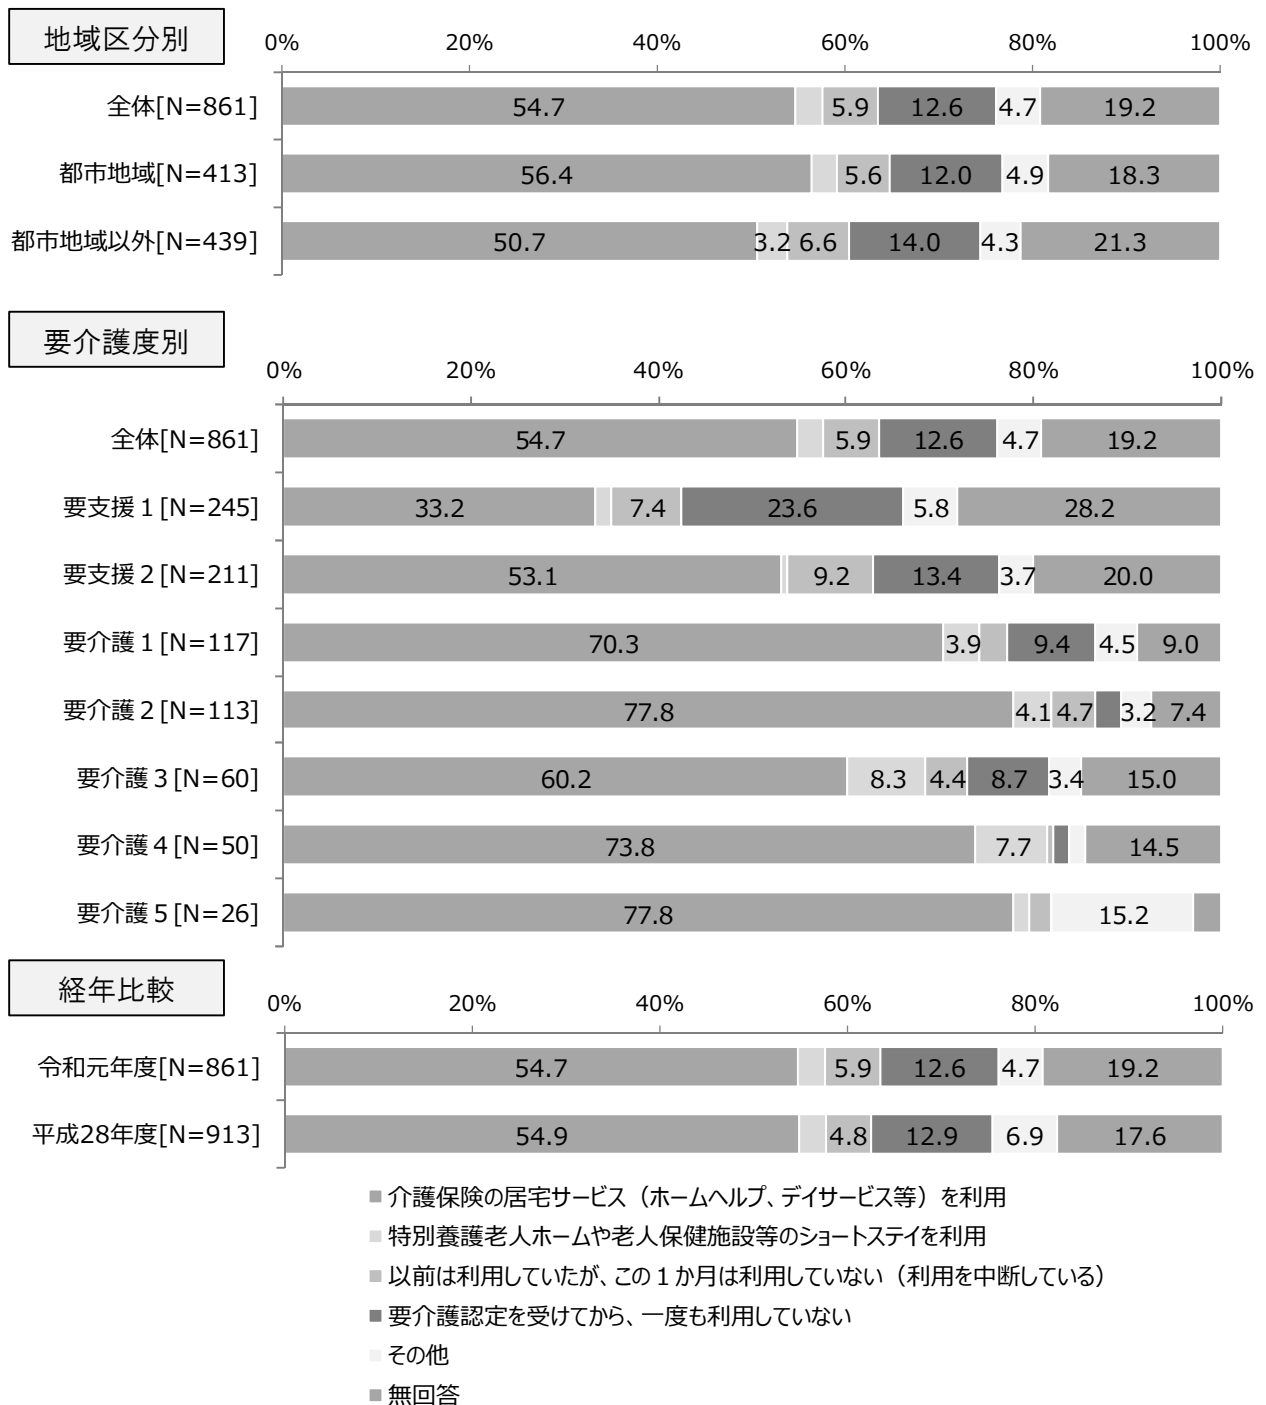 地域区分別
0% 20% 40% 60% 80% 100%
全体[N=861] 54.7 5.9 12.6 4.7 19.2
都市地域[N=413] 56.4 5.6 12.0 4.9 18.3
都市地域以外[N=439] 50.7 3.2 6.6 14.0 4.3 21.3
要介護度別
0% 20% 40% 60% 80% 100%
全体[N=861] 54.7 5.9 12.6 4.7 19.2
要支援１[N=245] 33.2 7.4 23.6 5.8 28.2
要支援２[N=211] 53.1 9.2 13.4 3.7 20.0
要介護１[N=117] 70.3 3.9 9.4 4.5 9.0
要介護２[N=113] 77.8 4.1 4.7 3.2 7.4
要介護３[N=60] 60.2 8.3 4.4 8.7 3.4 15.0
要介護４[N=50] 73.8 7.7 14.5
要介護５[N=26] 77.8 15.2
経年比較
0% 20% 40% 60% 80% 100%
令和元年度[N=861] 54.7 5.9 12.6 4.7 19.2
平成28年度[N=913] 54.9 4.8 12.9 6.9 17.6
介護保険の居宅サービス（ホームヘルプ、デイサービス等）を利用
特別養護老人ホームや老人保健施設等のショートステイを利用
以前は利用していたが、この１か月は利用していない（利用を中断している）
要介護認定を受けてから、一度も利用していない
その他
無回答